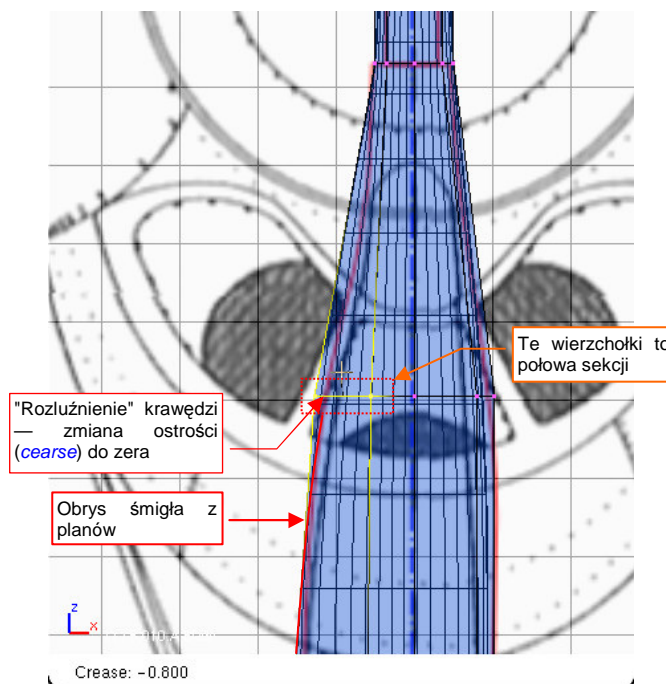 Te wierzchołki to
połowa sekcji
"Rozluźnienie" krawędzi
— zmiana ostrości
(cearse) do zera
Obrys śmigła z
planów
z
x
Crease: -0.800